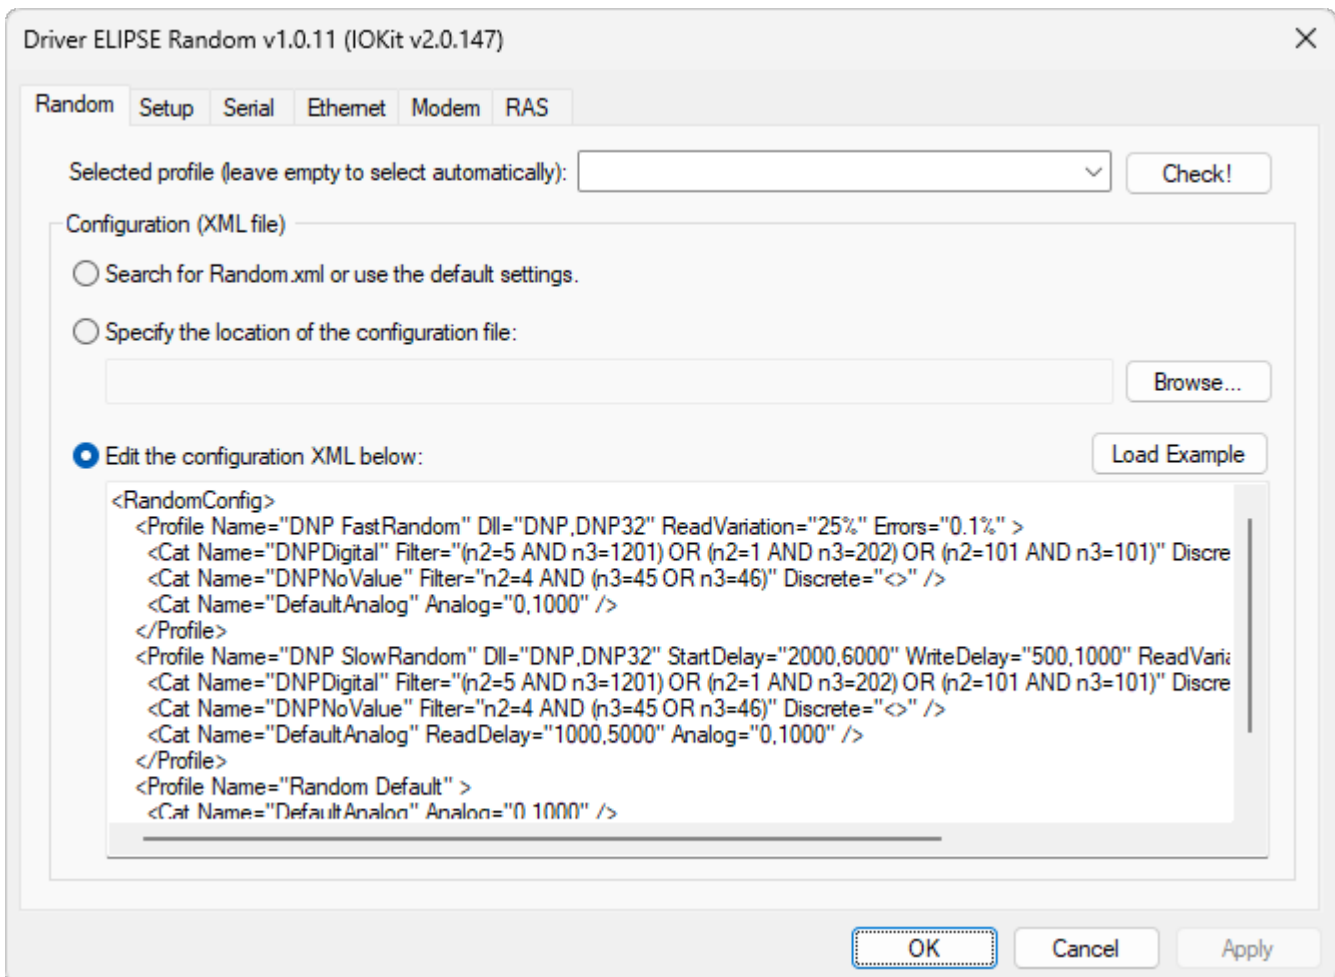 Driver ELIPSE Random v1.0.11 (IOKit v2.0.147)
Random Setup Serial Ethernet Modem RAS
Selected profile (leave empty to select automatically): Check!
Configuration (XML file)
Search for Random.xml or use the default settings.
Specify the location of the configuration file:
Browse...
Edit the configuration XML below: Load Example
<RandomConfig>
<Profile Name="DNP FastRandom" Dll="DNP,DNP32" ReadVariation="25%" Errors="0.1%" >
<Cat Name="DNPDigital" Filter="(n2=5 AND n3=1201) OR (n2=1 AND n3=202) OR (n2=101 AND n3=101)" Discre
<Cat Name="DNPNoValue" Filter="n2=4 AND (n3=45 OR n3=46)" Discrete="<>" />
<Cat Name="DefaultAnalog" Analog="0,1000" />
</Profile>
<Profile Name="DNP SlowRandom" Dll="DNP,DNP32" StartDelay="2000,6000" WriteDelay="500,1000" ReadVaria
<Cat Name="DNPDigital" Filter="(n2=5 AND n3=1201) OR (n2=1 AND n3=202) OR (n2=101 AND n3=101)" Discre
<Cat Name="DNPNoValue" Filter="n2=4 AND (n3=45 OR n3=46)" Discrete="<>" />
<Cat Name="DefaultAnalog" ReadDelay="1000,5000" Analog="0,1000" />
</Profile>
<Profile Name="Random Default" >
<Cat Name="DefaultAnalog" Analog="0,1000" />
OK Cancel Apply